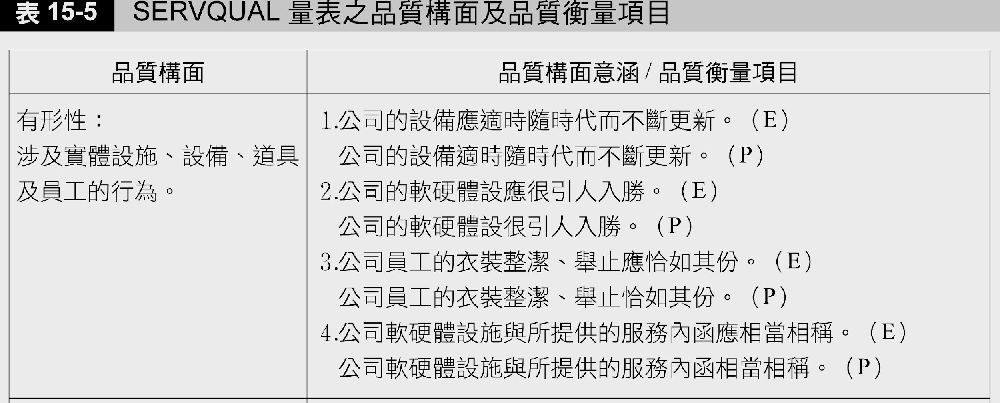 表 15-5 SERVQUAL 量表之品質構面及品質衡量項目
品質構面
品質構面意涵 / 品質衡量項目
有形性：
涉及實體設施、設備、道具
及員工的行為。
1.公司的設備應適時隨時代而不斷更新。（E）
公司的設備適時隨時代而不斷更新。（P）
2.公司的軟硬體設應很引人入勝。（E）
公司的軟硬體設很引人入勝。（P）
3.公司員工的衣裝整潔、舉止應恰如其份。（E）
公司員工的衣裝整潔、舉止恰如其份。（P）
4.公司軟硬體設施與所提供的服務內函應相當相稱。（E）
公司軟硬體設施與所提供的服務內函相當相稱。（P）